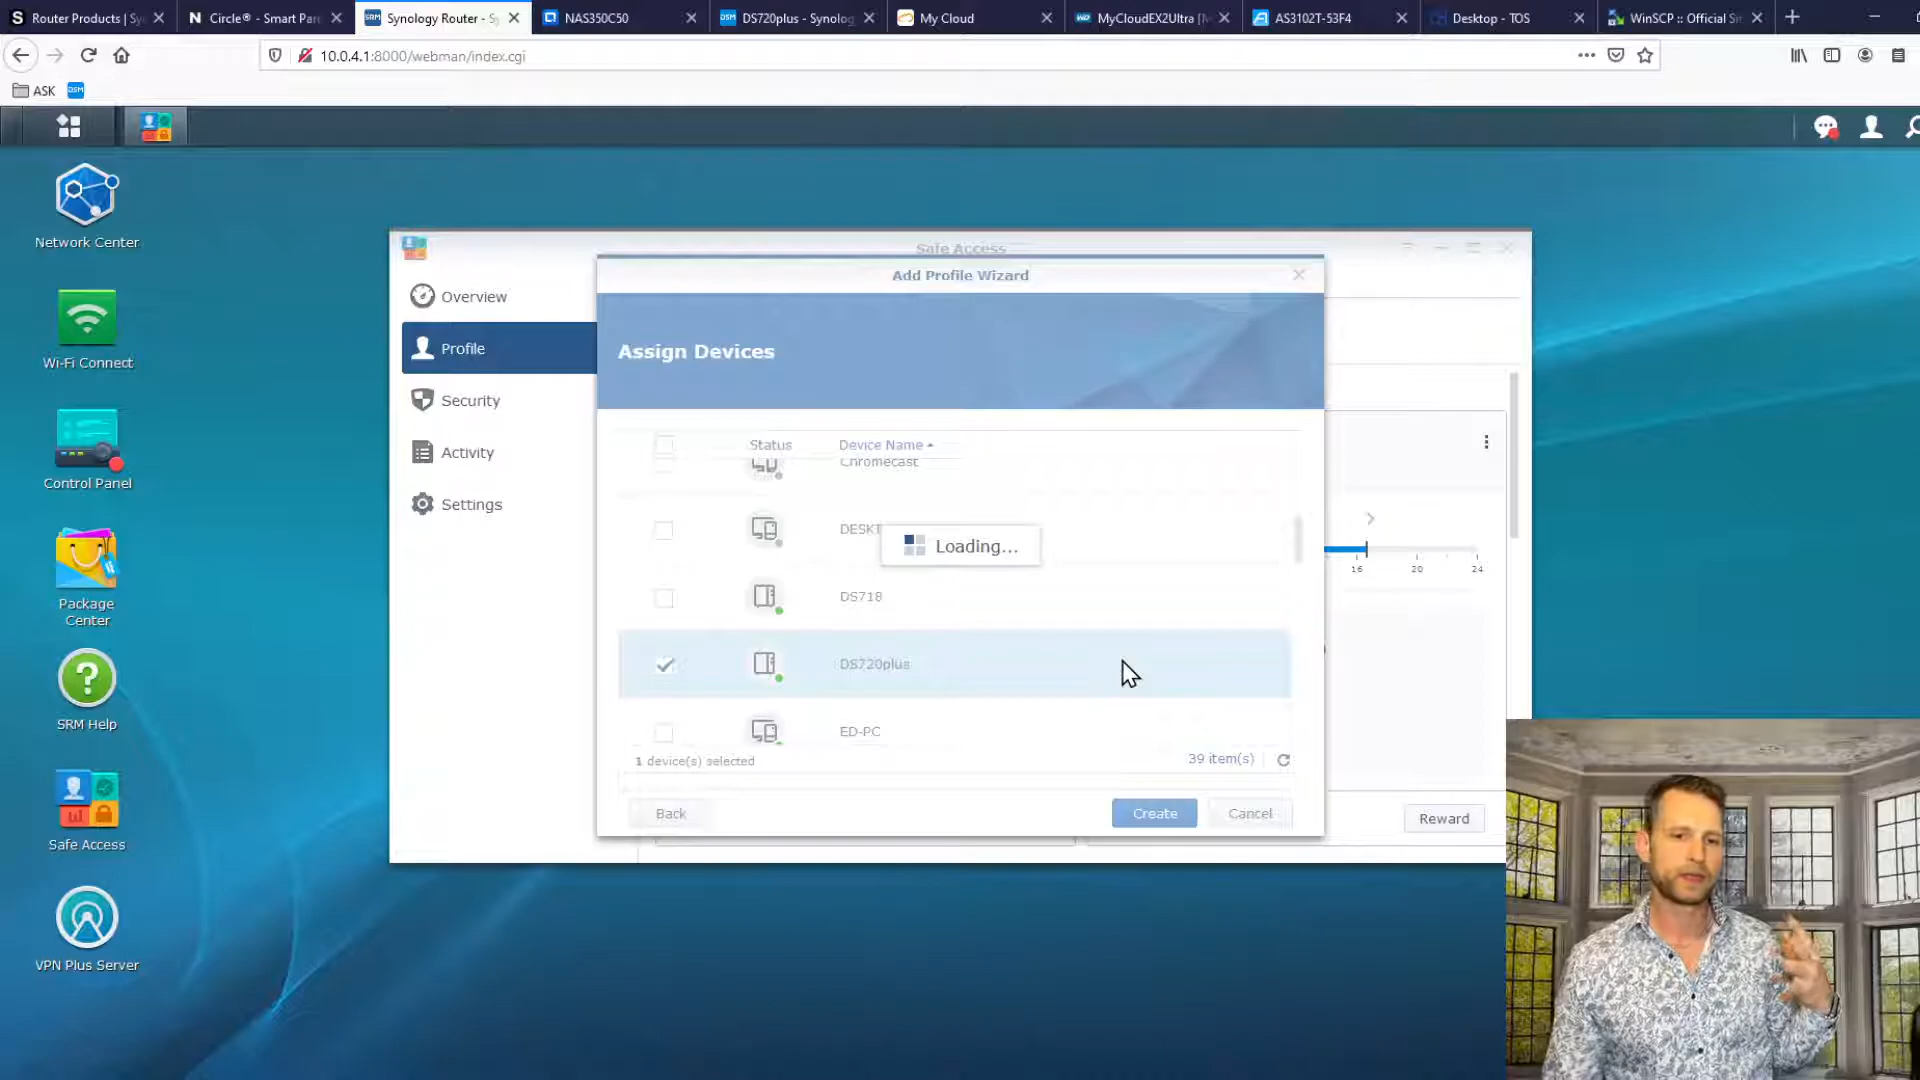 Router Products | Sy
Circle® - Smart Par
Synology Router - S
NAS350C50
DS720plus - Synolog
My Cloud
MyCloudEX2Ultra [
AS3102T-53F4
Desktop - TOS
WinSCP :: Official Si
10.0.4.1:8000/webman/index.cgi
ASK
DSM
Network Center
Wi-Fi Connect
Control Panel
Package
Center
SRM Help
Safe Access
VPN Plus Server
Safe Access
Overview
Profile
Security
Activity
Settings
Add Profile Wizard
Assign Devices
Status
Device Name
Chromecast
DESKT
Loading...
DS718
DS720plus
ED-PC
1 device(s) selected
39 item(s)
Back
Create
Cancel
16
20
24
Reward